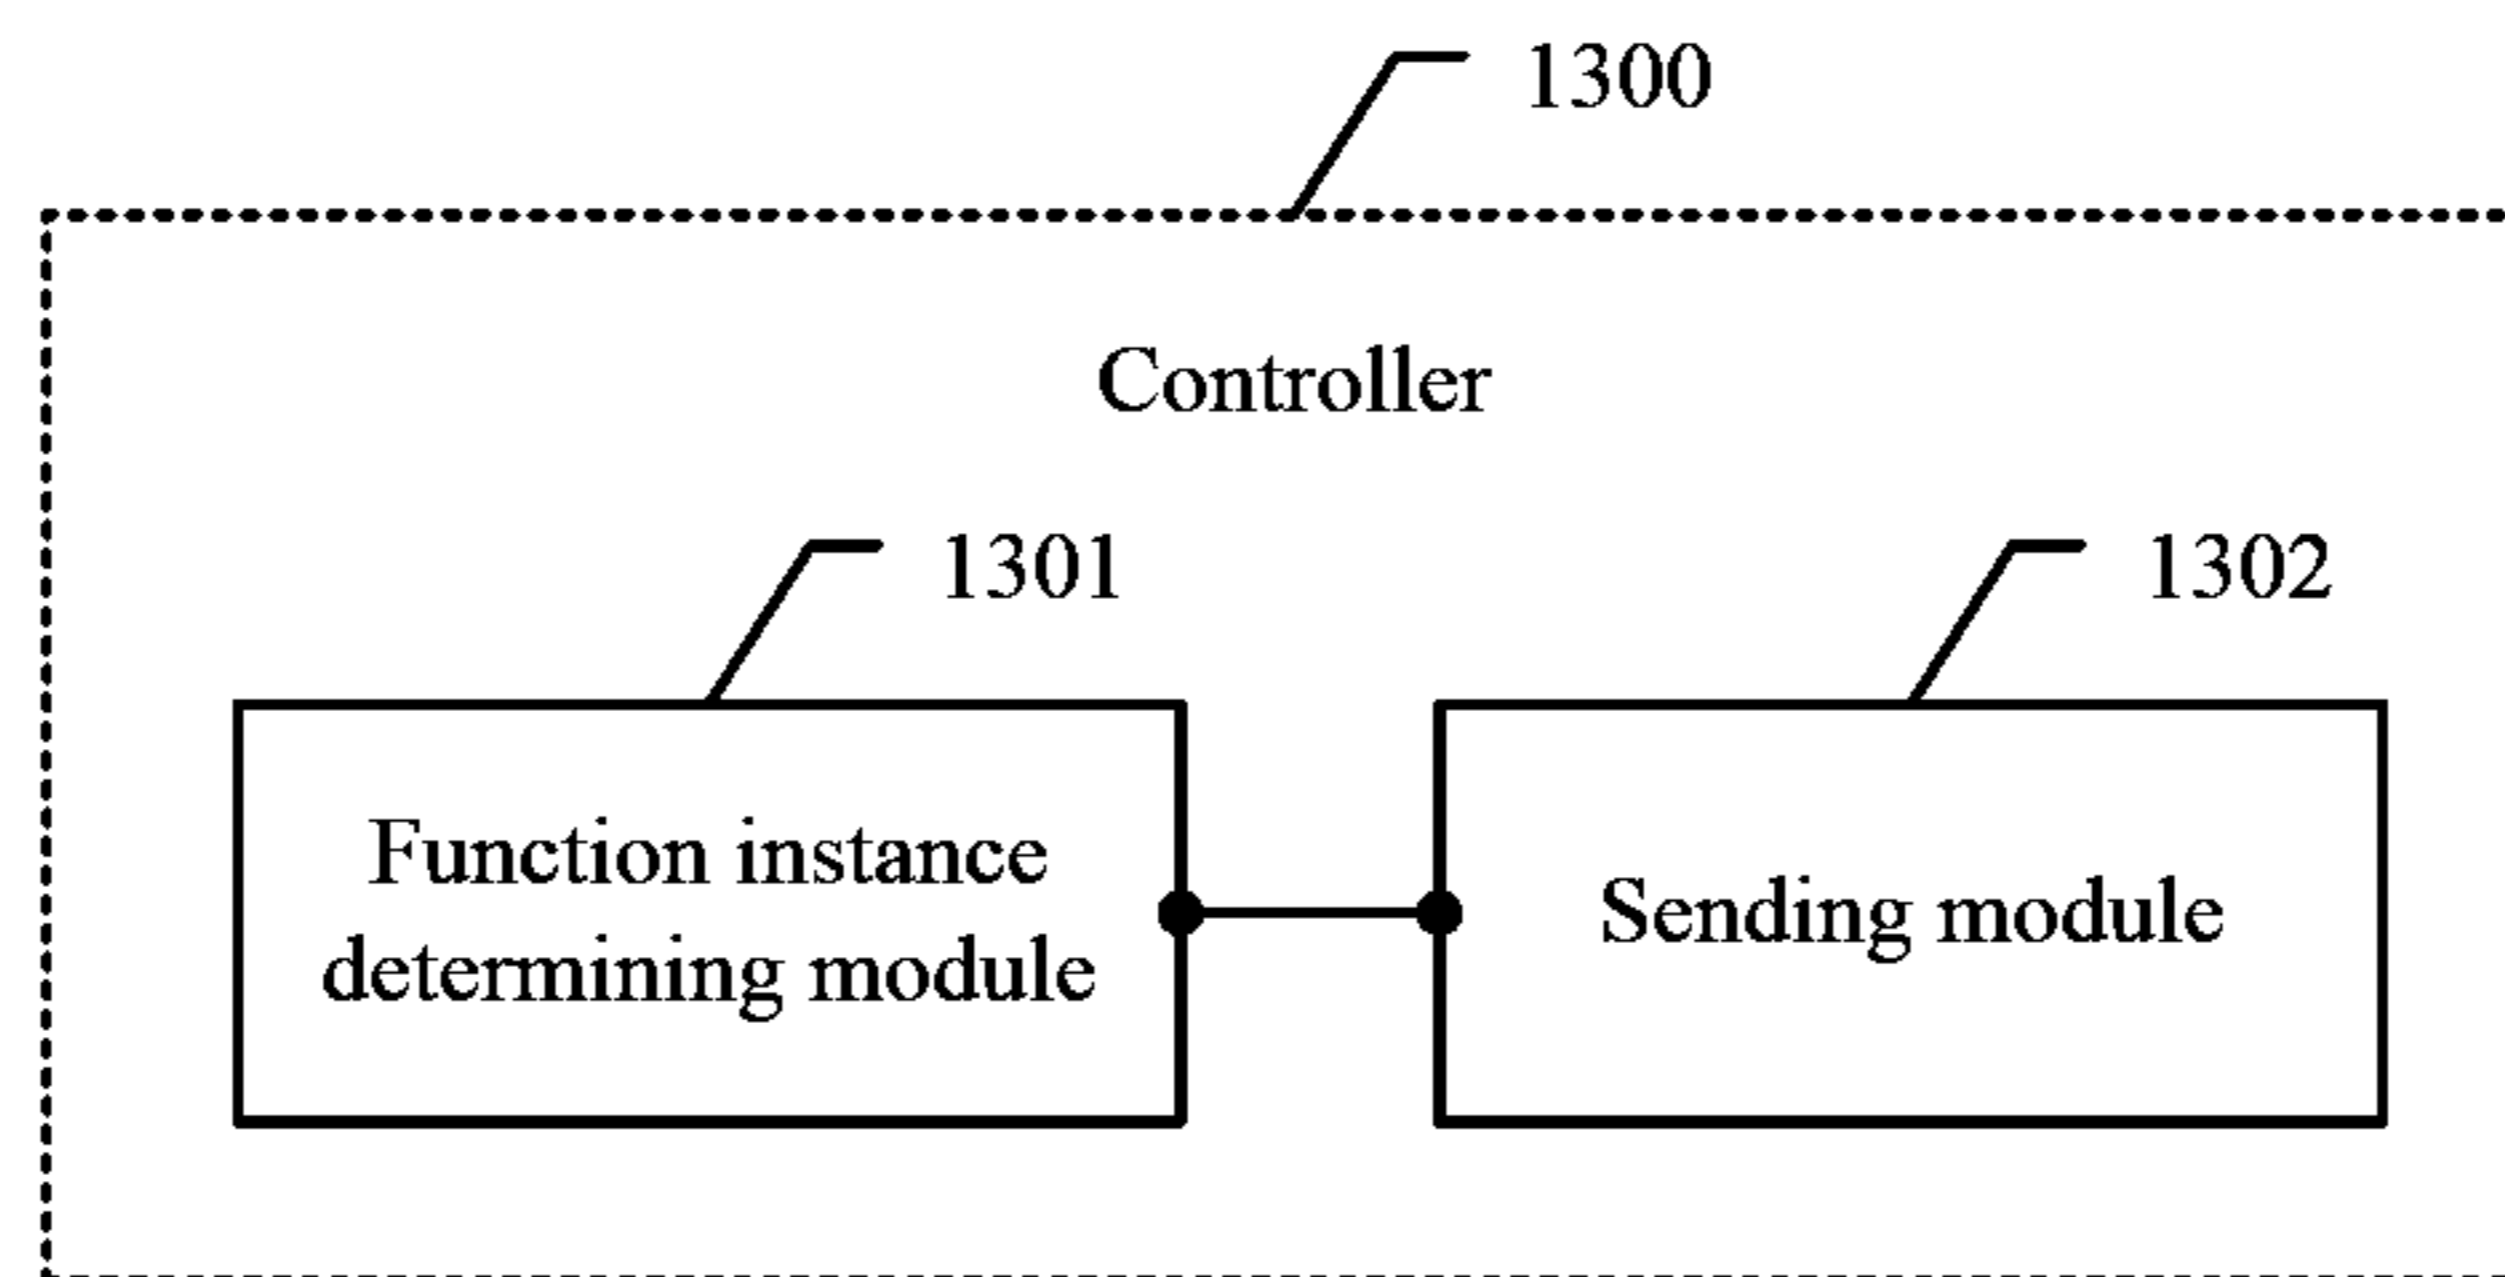 1300
Controller
1301
1302
Function instance
determining module
Sending module